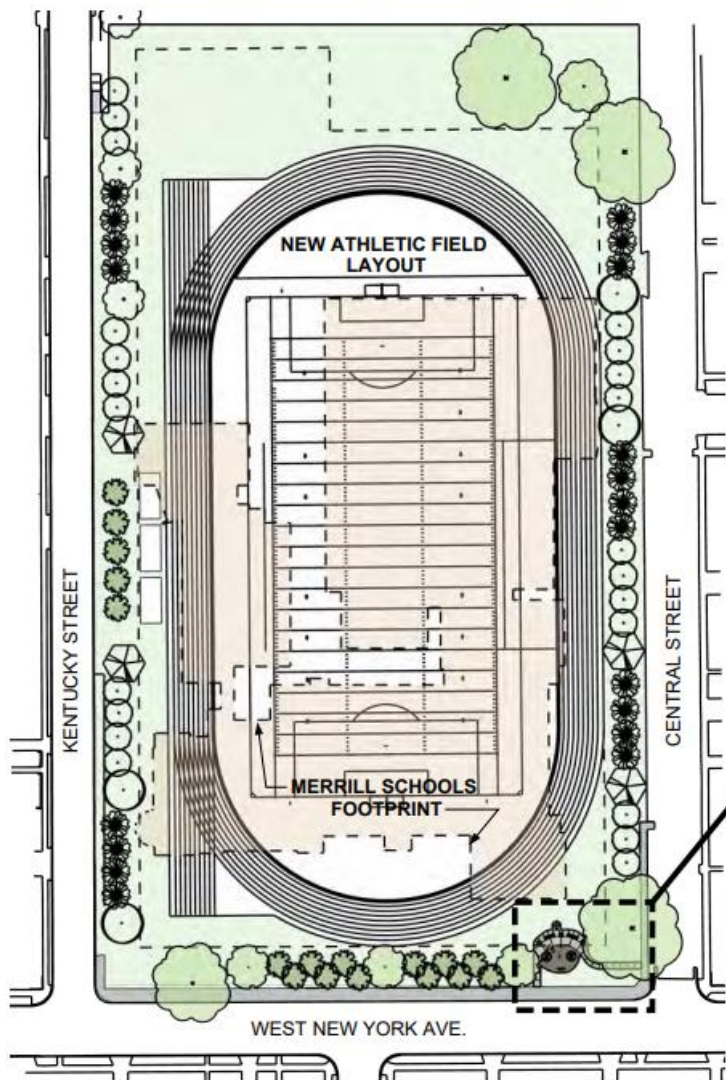 NEW ATHLETIC FIELD
LAYOUT
KENTUCKY STREET
CENTRAL STREET
MERRILL SCHOOLS
FOOTPRINT
WEST NEW YORK AVE.